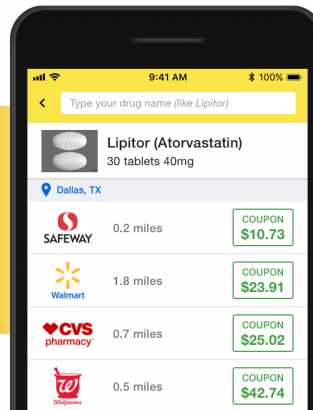 9:41 AM
100%
Type your drug name (like Lipitor)
Lipitor (Atorvastatin)
30 tablets 40mg
Dallas, TX
SAFEWAY
0.2 miles
COUPON
$10.73
Walmart
1.8 miles
COUPON
$23.91
CVS
pharmacy
0.7 miles
COUPON
$25.02
W
Walgreens
0.5 miles
COUPON
$42.74